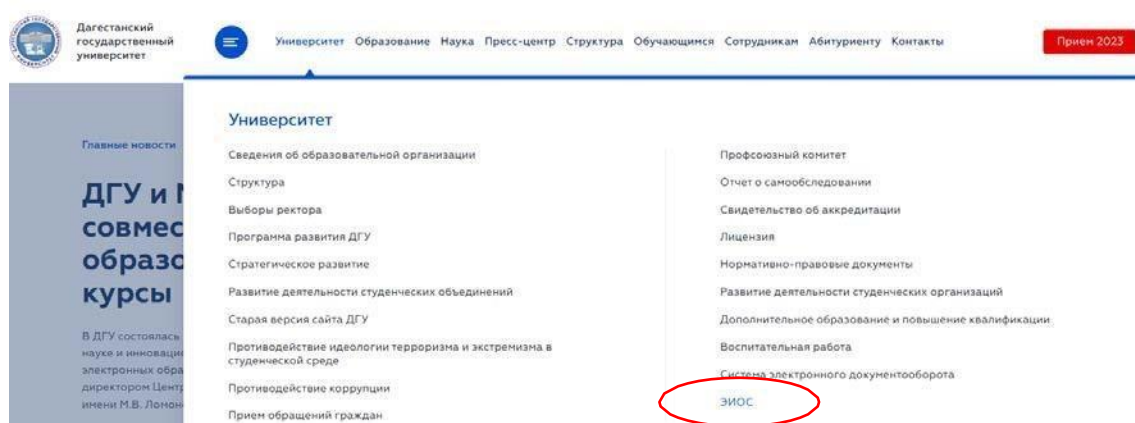 Дагестанский
государственный
университет
Университет Образование Наука Пресс-центр Структура Обучающимся Сотрудникам Абитуриенту Контакты
Прием 2023
Университет
Главные новости
ДГУ и
совмес
образо
курсы
В ДГУ состоялась
науке и инноваци
электронных обра
директором Цент
имени М.В. Ломон
Сведения об образовательной организации
Структура
Выборы ректора
Программа развития ДГУ
Стратегическое развитие
Развитие деятельности студенческих объединений
Старая версия сайта ДГУ
Противодействие идеологии терроризма и экстремизма в
студенческой среде
Противодействие коррупции
Прием обращений граждан
Профсоюзный комитет
Отчет о самообследовании
Свидетельство об аккредитации
Лицензия
Нормативно-правовые документы
Развитие деятельности студенческих организаций
Дополнительное образование и повышение квалификации
Воспитательная работа
Система электронного документооборота
ЭИОС